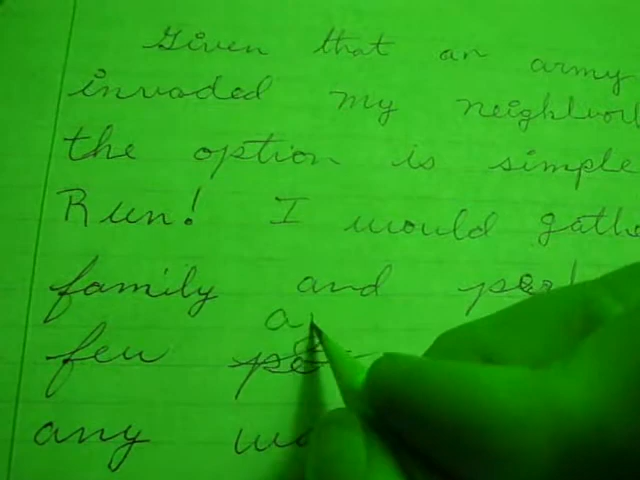 Given that an army
invaded my
the option is simple
Run! I would
family and
few
any